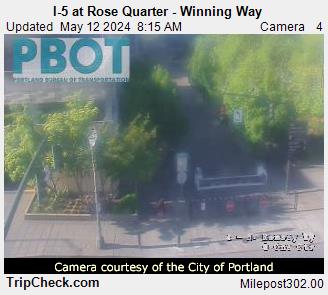 I-5 at Rose Quarter - Winning Way
Updated May 12 2024 8:15 AM Camera 4
PBOT
PORTLAND BUREAU OF TRANSPORTATION
Camera courtesy of the City of Portland
TripCheck.com Milepost302.00